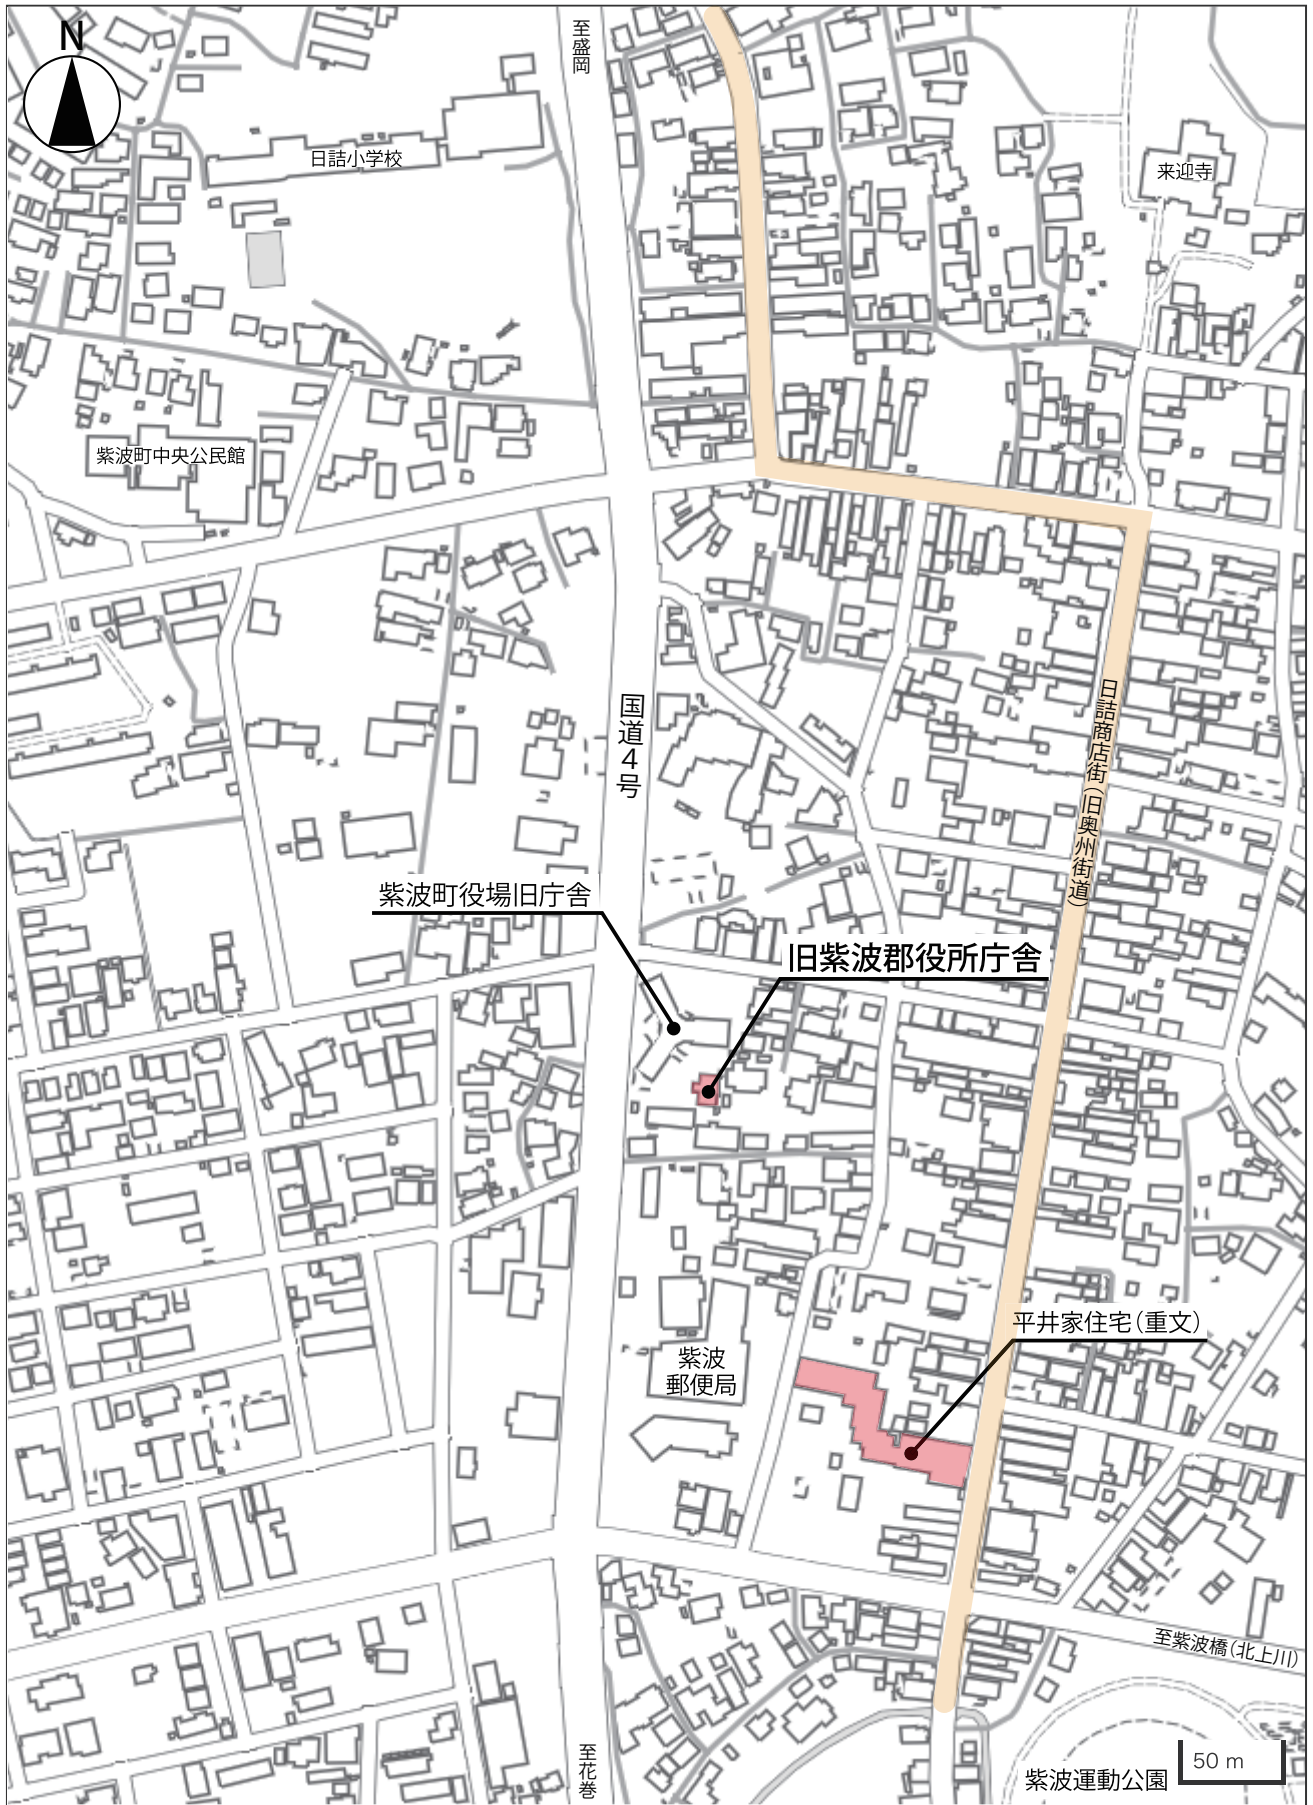 N
至盛岡
日詰小学校
来迎寺
紫波町中央公民館
国道4号
日詰商店街(旧奥州街道)
紫波町役場旧庁舎
旧紫波郡役所庁舎
平井家住宅(重文)
紫波
郵便局
至紫波橋(北上川)
至花巻
紫波運動公園
50 m